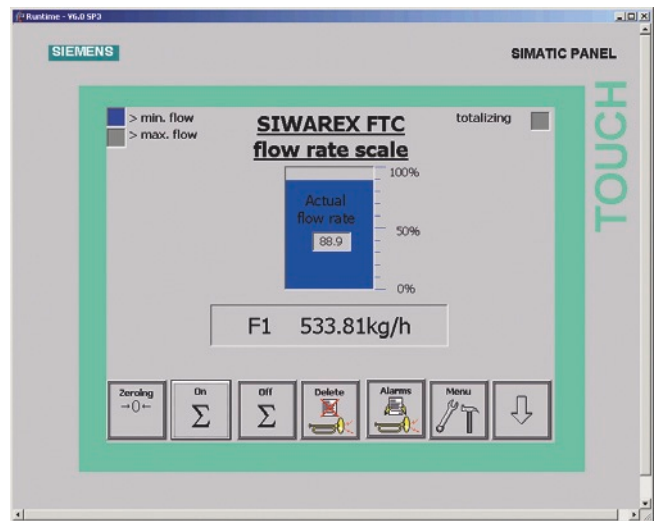 Runtime - V6.0 SP3
SIEMENS
SIMATIC PANEL
TOUCH
> min. flow
> max. flow
SIWAREX FTC
flow rate scale
totalizing
100%
Actual
flow rate
88.9
50%
0%
F1 533.81kg/h
Zeroing
→0←
On
Σ
Off
Σ
Delete
Alarms
Menu